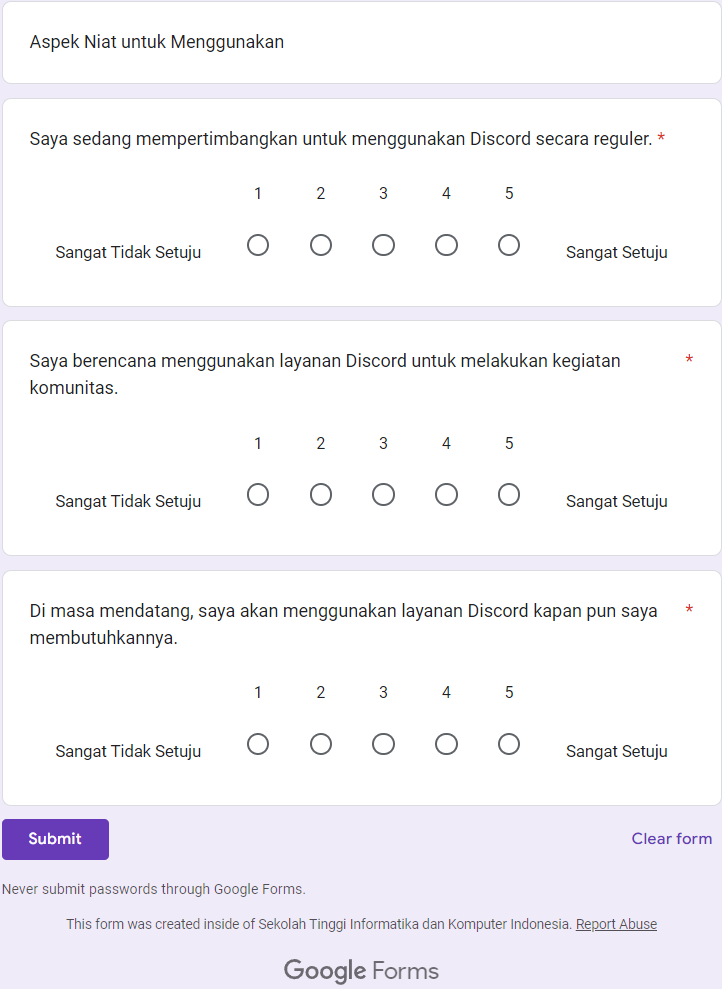 Aspek Niat untuk Menggunakan
Saya sedang mempertimbangkan untuk menggunakan Discord secara reguler. *
1 2 3 4 5
Sangat Tidak Setuju Sangat Setuju
Saya berencana menggunakan layanan Discord untuk melakukan kegiatan *
komunitas.
1 2 3 4 5
Sangat Tidak Setuju Sangat Setuju
Di masa mendatang, saya akan menggunakan layanan Discord kapan pun saya *
membutuhkannya.
1 2 3 4 5
Sangat Tidak Setuju Sangat Setuju
Submit Clear form
Never submit passwords through Google Forms.
This form was created inside of Sekolah Tinggi Informatika dan Komputer Indonesia. Report Abuse
Google Forms